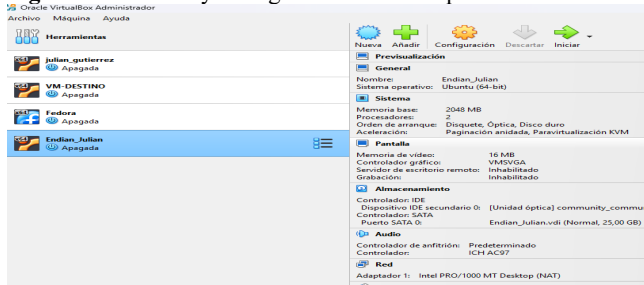 Oracle VirtualBox Administrador
Archivo Máquina Ayuda
Herramientas
Nueva Añadir Configuración Descartar Iniciar
julian_gutierrez
Apagada
VM-DESTINO
Apagada
Fedora
Apagada
Endian_Julian
Apagada
Previsualización
General
Nombre: Endian_Julian
Sistema operativo: Ubuntu (64-bit)
Sistema
Memoria base: 2048 MB
Procesadores: 2
Orden de arranque: Disquete, Óptica, Disco duro
Aceleración: Paginación anidada, Paravirtualización KVM
Pantalla
Memoria de vídeo: 16 MB
Controlador gráfico: VMSVGA
Servidor de escritorio remoto: Inhabilitado
Grabación: Inhabilitado
Almacenamiento
Controlador: IDE
Dispositivo IDE secundario 0: [Unidad óptica] community_commu
Controlador: SATA
Puerto SATA 0: Endian_Julian.vdi (Normal, 25,00 GB)
Audio
Controlador de anfitrión: Predeterminado
Controlador: ICH AC97
Red
Adaptador 1: Intel PRO/1000 MT Desktop (NAT)